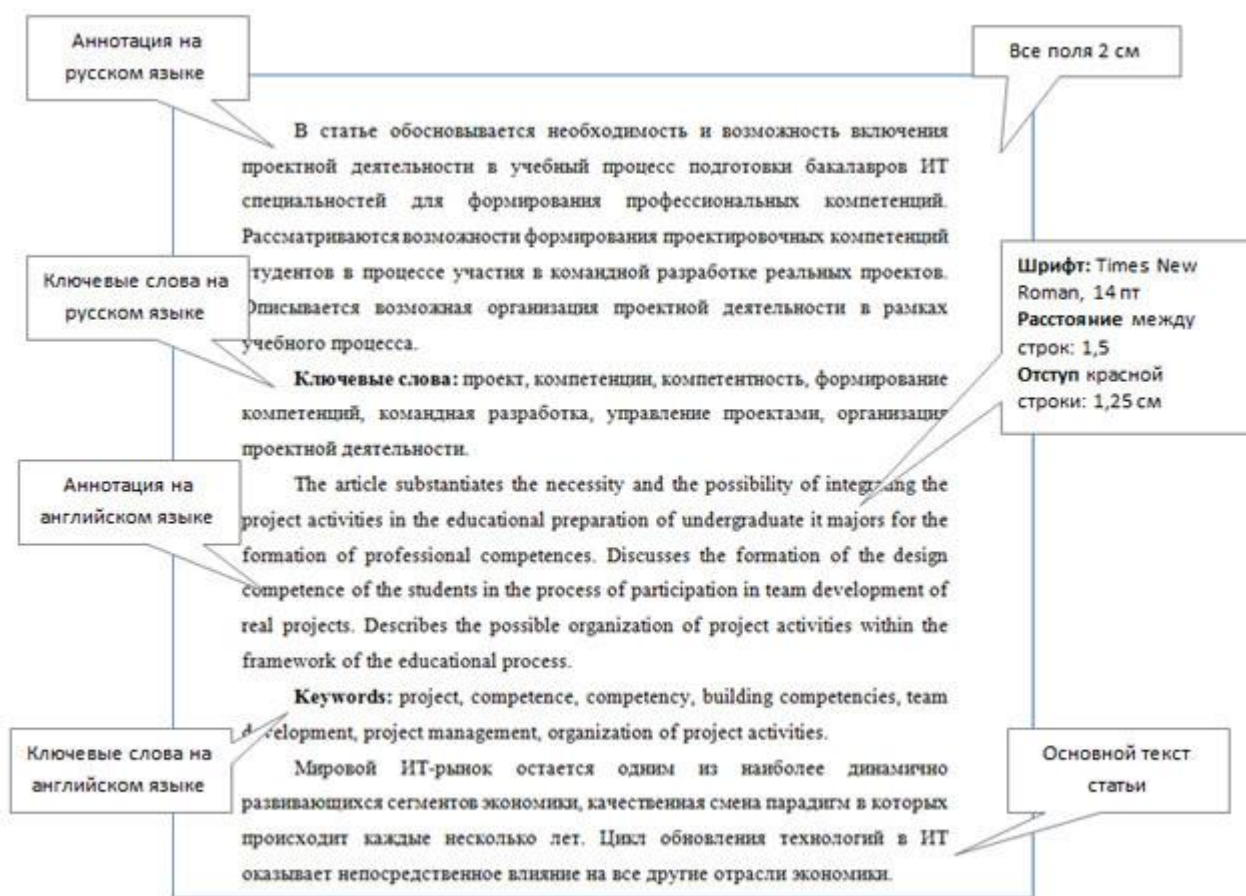 Аннотация на
русском языке
Все поля 2 см
В статье обосновывается необходимость и возможность включения
проектной деятельности в учебный процесс подготовки бакалавров ИТ
специальностей для формирования профессиональных компетенций.
Рассматриваются возможности формирования проектировочных компетенций
студентов в процессе участия в командной разработке реальных проектов.
Описывается возможная организация проектной деятельности в рамках
учебного процесса.
Ключевые слова на
русском языке
Шрифт: Times New
Roman, 14 пт
Расстояние между
строк: 1,5
Отступ красной
строки: 1,25 см
Ключевые слова: проект, компетенции, компетентность, формирование
компетенций, командная разработка, управление проектами, организация
проектной деятельности.
Аннотация на
английском языке
The article substantiates the necessity and the possibility of integrating the
project activities in the educational preparation of undergraduate it majors for the
formation of professional competences. Discusses the formation of the design
competence of the students in the process of participation in team development of
real projects. Describes the possible organization of project activities within the
framework of the educational process.
Keywords: project, competence, competency, building competencies, team
development, project management, organization of project activities.
Ключевые слова на
английском языке
Основной текст
статьи
Мировой ИТ-рынок остается одним из наиболее динамично
развивающихся сегментов экономики, качественная смена парадигм в которых
происходит каждые несколько лет. Цикл обновления технологий в ИТ
оказывает непосредственное влияние на все другие отрасли экономики.